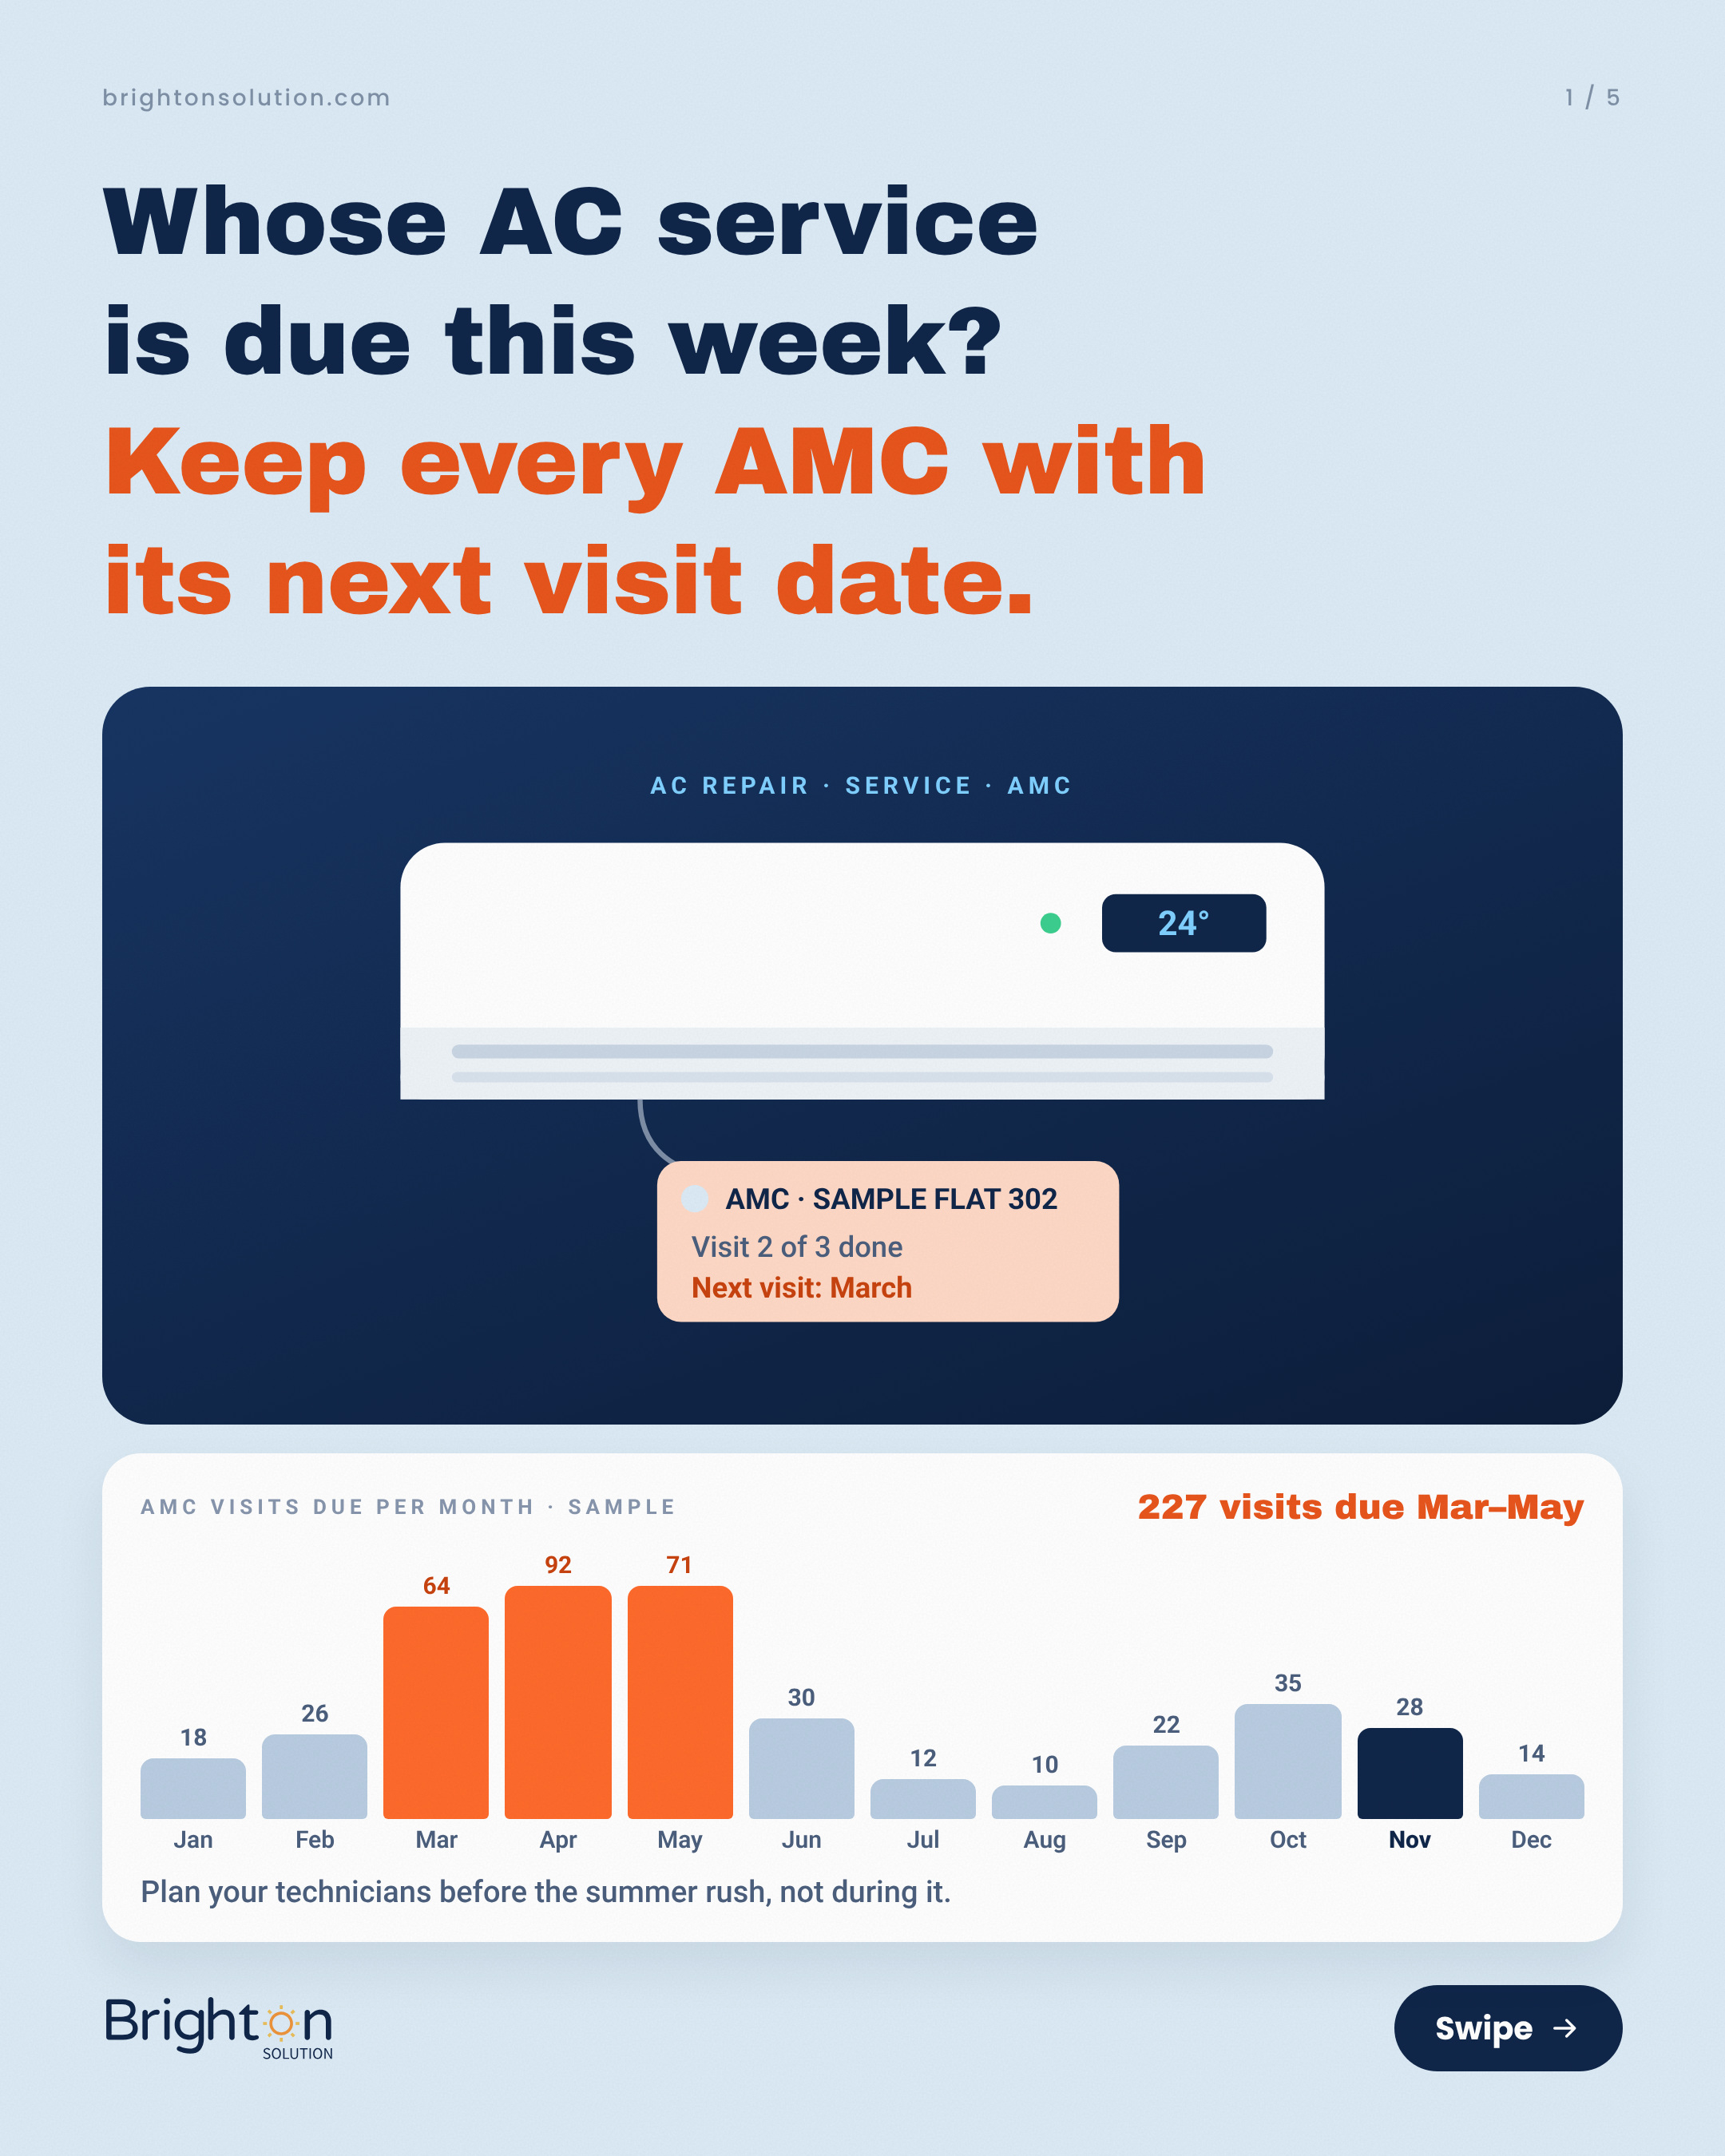 brightonsolution.com
1 / 5
Whose AC service
is due this week?
Keep every AMC with
its next visit date.
AC REPAIR · SERVICE · AMC
24°
AMC · SAMPLE FLAT 302
Visit 2 of 3 done
Next visit: March
AMC VISITS DUE PER MONTH · SAMPLE
227 visits due Mar–May
18 26 64 92 71 30 12 10 22 35 28 14
Jan Feb Mar Apr May Jun Jul Aug Sep Oct Nov Dec
Plan your technicians before the summer rush, not during it.
Brighton
SOLUTION
Swipe →